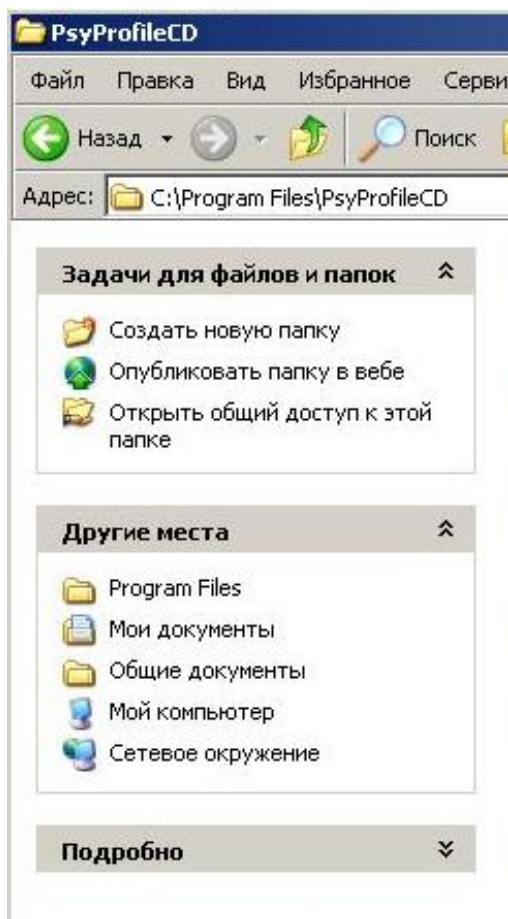 PsyProfileCD
Файл Правка Вид Избранное Серви
Назад Поиск
Адрес: C:\Program Files\PsyProfileCD
Задачи для файлов и папок
Создать новую папку
Опубликовать папку в вебе
Открыть общий доступ к этой
папке
Другие места
Program Files
Мои документы
Общие документы
Мой компьютер
Сетевое окружение
Подробно